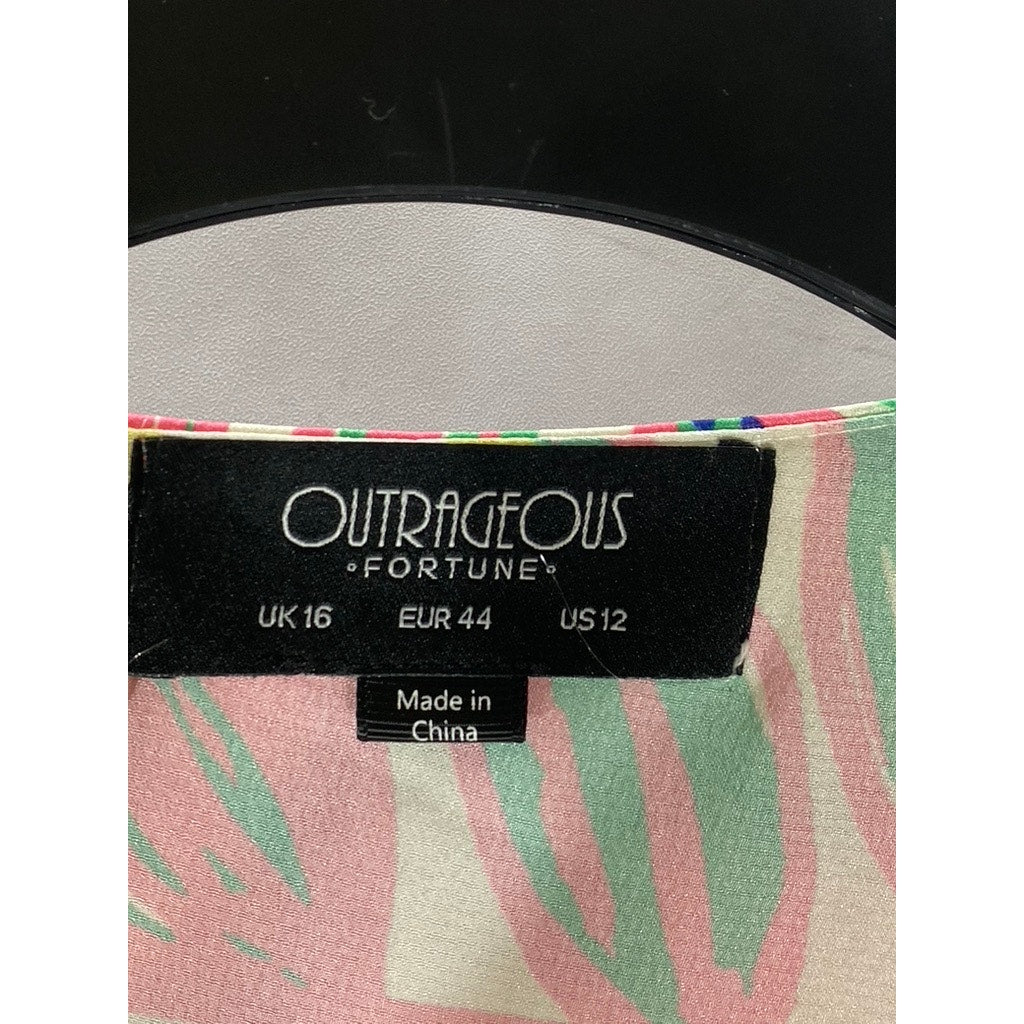 OUTRAGEOUS
FORTUNE
UK 16 EUR 44 US 12
Made in
China